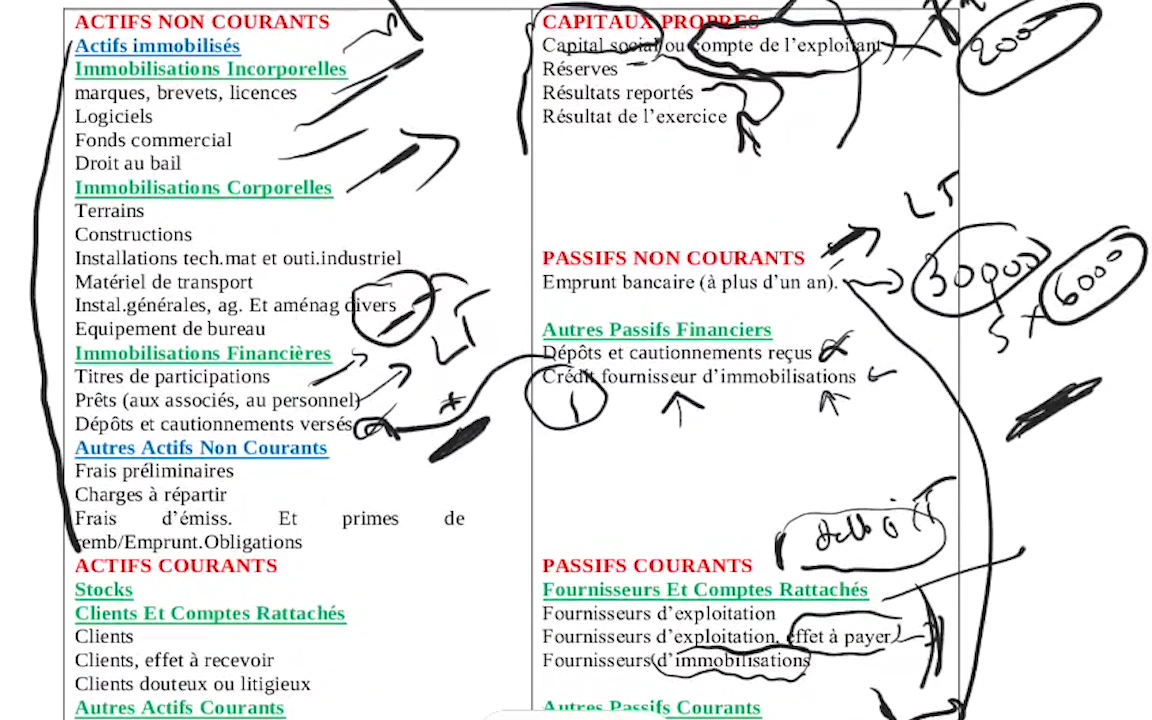 ACTIFS NON COURANTS
Actifs immobilisés
Immobilisations Incorporelles
marques, brevets, licences
Logiciels
Fonds commercial
Droit au bail
Immobilisations Corporelles
Terrains
Constructions
Installations tech.mat et outi.industriel
Matériel de transport
Instal.générales, ag. Et aménag divers
Equipement de bureau
Immobilisations Financières
Titres de participations
Prêts (aux associés, au personnel)
Dépôts et cautionnements versés
Autres Actifs Non Courants
Frais préliminaires
Charges à répartir
Frais d'émiss. Et primes de
remb/Emprunt.Obligations
ACTIFS COURANTS
Stocks
Clients Et Comptes Rattachés
Clients
Clients, effet à recevoir
Clients douteux ou litigieux
Autres Actifs Courants
LT
CAPITAUX PROPRES
Capital social ou compte de l'exploitant
Réserves
Résultats reportés
Résultat de l'exercice
PASSIFS NON COURANTS
Emprunt bancaire (à plus d'un an).
Autres Passifs Financiers
Dépôts et cautionnements reçus
Crédit fournisseur d'immobilisations
1
PASSIFS COURANTS
Fournisseurs Et Comptes Rattachés
Fournisseurs d'exploitation
Fournisseurs d'exploitation, effet à payer
Fournisseurs d'immobilisations
Autres Passifs Courants
LT
30000
5 x 6000